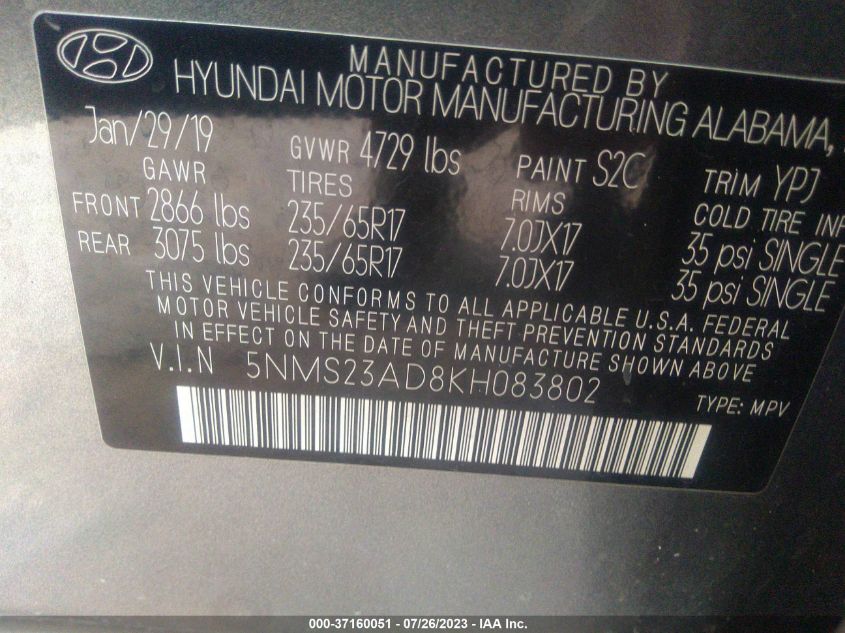 MANUFACTURED BY
HYUNDAI MOTOR MANUFACTURING ALABAMA,
Jan/29/19 GVWR 4729 lbs PAINT S2C TRIM YPJ
GAWR TIRES RIMS COLD TIRE INF
FRONT 2866 lbs 235/65R17 7.0JX17 35 psi SINGLE
REAR 3075 lbs 235/65R17 7.0JX17 35 psi SINGLE
THIS VEHICLE CONFORMS TO ALL APPLICABLE U.S.A. FEDERAL
MOTOR VEHICLE SAFETY AND THEFT PREVENTION STANDARDS
IN EFFECT ON THE DATE OF MANUFACTURE SHOWN ABOVE.
V.I.N 5NMS23AD8KH083802
TYPE: MPV
000-37160051 - 07/26/2023 - IAA Inc.